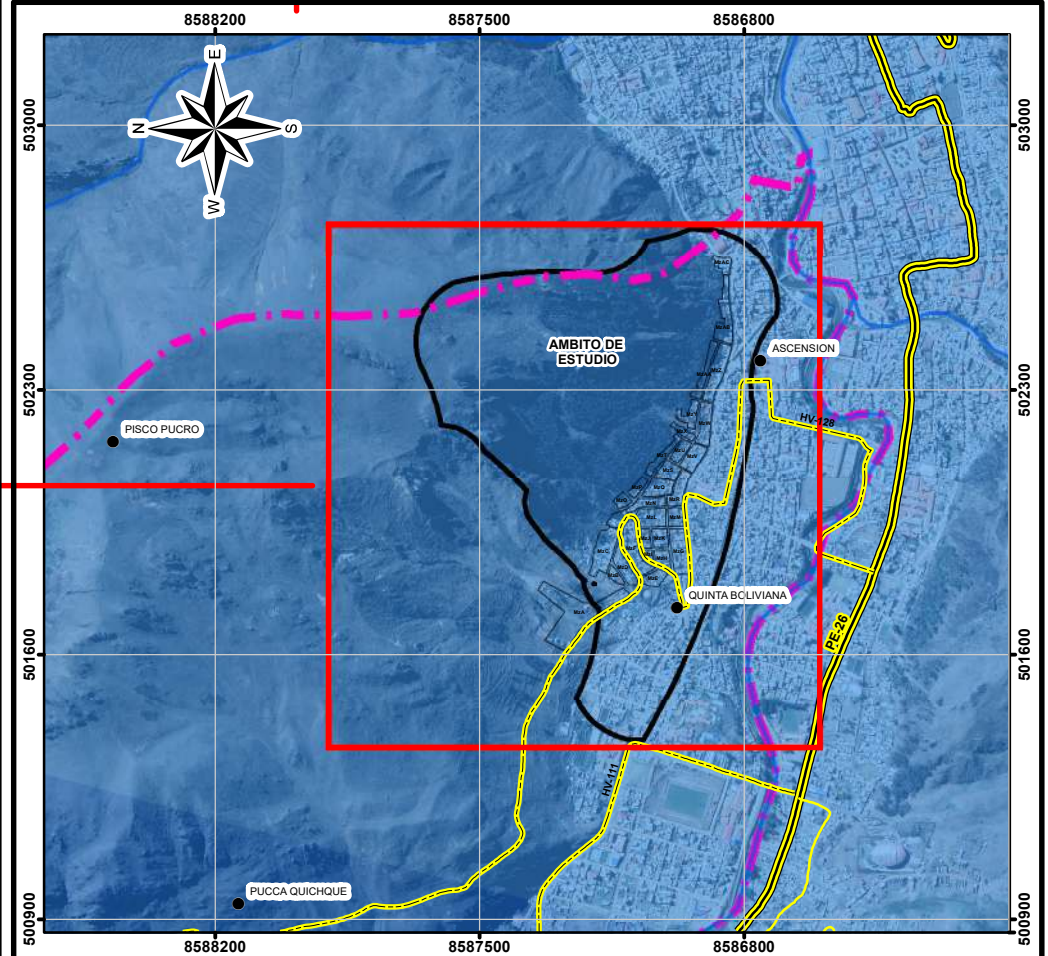 8588200
8587500
8586800
E
N
S
W
503000
503000
AMBITO DE
ESTUDIO
ASCENSION
502300
502300
HV-128
PISCO PUCRO
QUINTA BOLIVIANA
PE-26
501600
501600
HV-111
PUCCA QUICHQUE
500900
500900
8588200
8587500
8586800